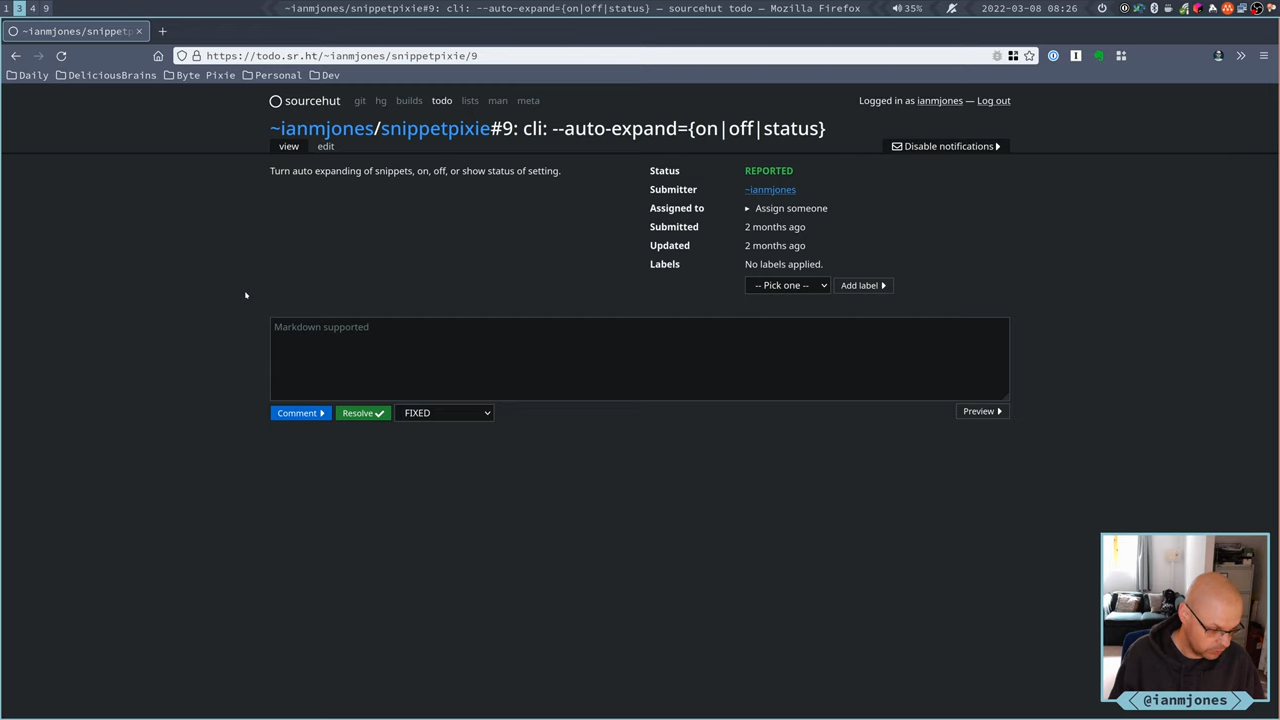 1 3 4 9
~ianmjones/snippetpixie#9: cli: --auto-expand={on|off|status} — sourcehut todo — Mozilla Firefox
35%
2022-03-08 08:26
~ianmjones/snippetp
https://todo.sr.ht/~ianmjones/snippetpixie/9
Daily DeliciousBrains Byte Pixie Personal Dev
sourcehut git hg builds todo lists man meta
Logged in as ianmjones — Log out
~ianmjones/snippetpixie#9: cli: --auto-expand={on|off|status}
view edit
Disable notifications
Turn auto expanding of snippets, on, off, or show status of setting.
Status REPORTED
Submitter ~ianmjones
Assigned to Assign someone
Submitted 2 months ago
Updated 2 months ago
Labels No labels applied.
-- Pick one -- Add label
Markdown supported
Comment Resolve FIXED Preview
@ianmjones